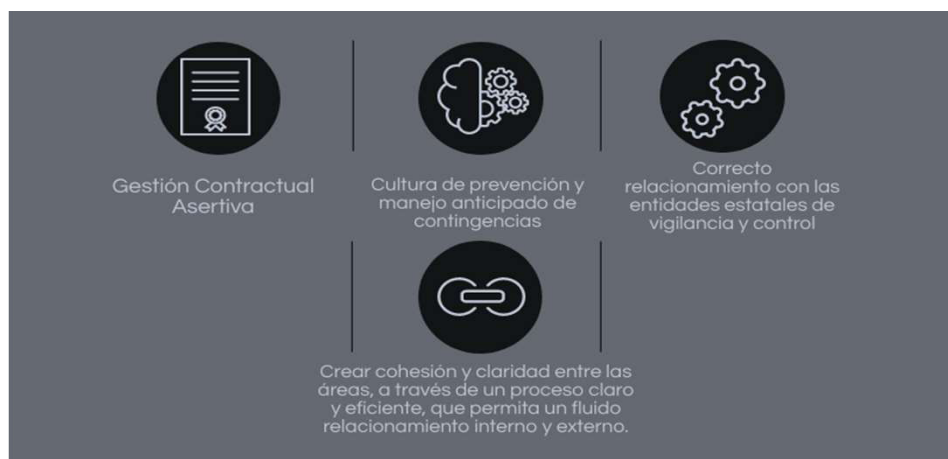 Gestión Contractual
Asertiva
Cultura de prevención y
manejo anticipado de
contingencias
Correcto
relacionamiento con las
entidades estatales de
vigilancia y control
Crear cohesión y claridad entre las
áreas, a través de un proceso claro
y eficiente, que permita un fluido
relacionamiento interno y externo.